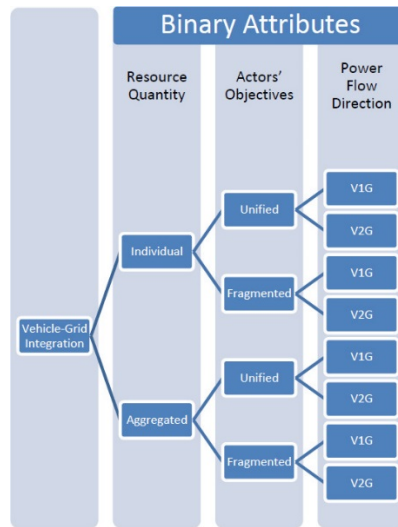 Binary Attributes
Resource
Quantity
Actors'
Objectives
Power
Flow
Direction
Vehicle-Grid
Integration
Individual
Aggregated
Unified
Fragmented
Unified
Fragmented
V1G
V2G
V1G
V2G
V1G
V2G
V1G
V2G